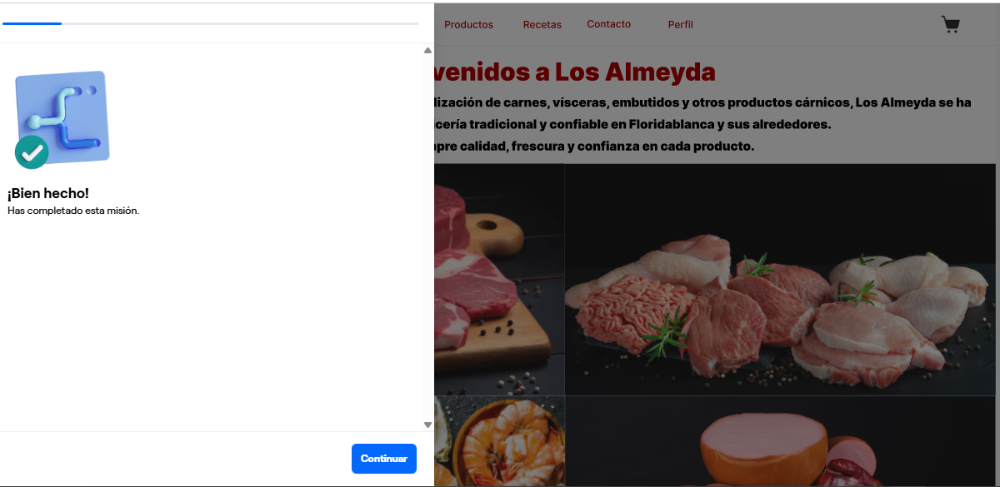 Productos
Recetas
Contacto
Perfil
¡Bien hecho!
Has completado esta misión.
Continuar
venidos a Los Almeyda
lización de carnes, vísceras, embutidos y otros productos cárnicos, Los Almeyda se ha
icería tradicional y confiable en Floridablanca y sus alrededores.
pre calidad, frescura y confianza en cada producto.